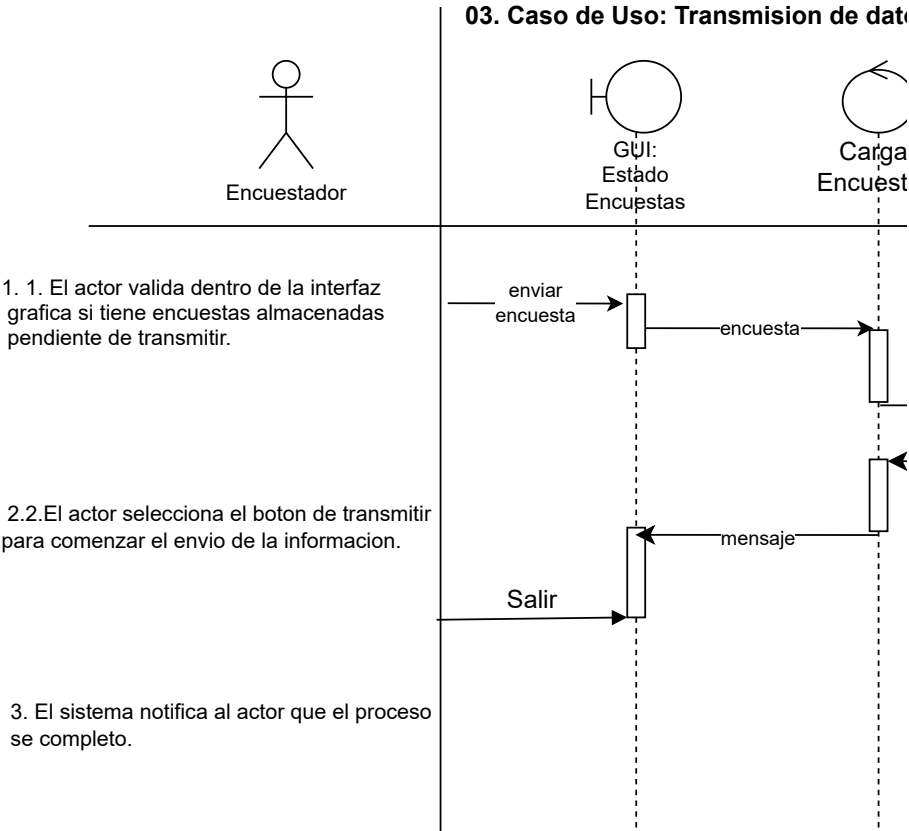 03. Caso de Uso: Transmision de dat
GUI:
Estado
Encuestas
Carga
Encuest
Encuestador
1. 1. El actor valida dentro de la interfaz
grafica si tiene encuestas almacenadas
pendiente de transmitir.
enviar
encuesta
encuesta
2.2.El actor selecciona el boton de transmitir
para comenzar el envio de la informacion.
mensaje
Salir
3. El sistema notifica al actor que el proceso
se completo.